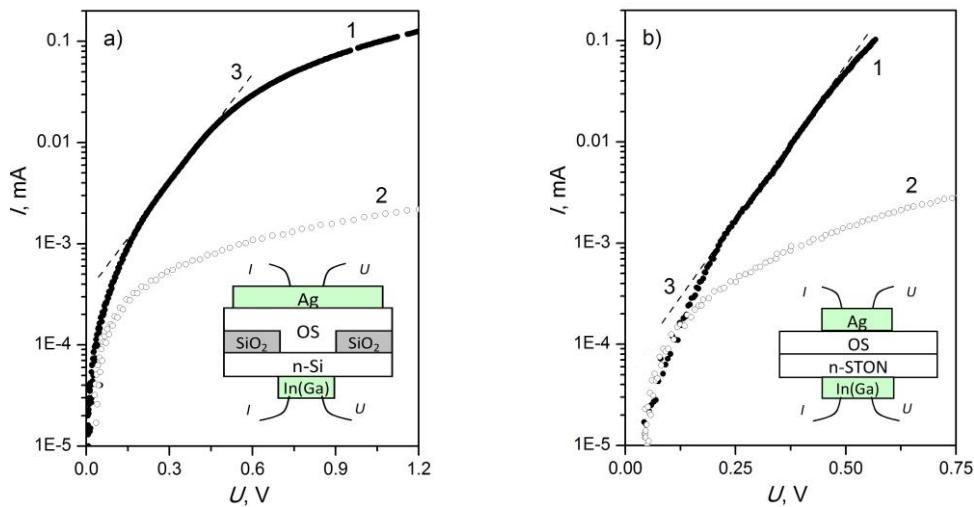 a)
1
3
2
0.1
0.01
1E-3
1E-4
1E-5
I, mA
0.0 0.3 0.6 0.9 1.2
U, V
I U
Ag
OS
SiO2 SiO2
n-Si
In(Ga)
I U
b)
1
2
3
0.1
0.01
1E-3
1E-4
1E-5
I, mA
0.00 0.25 0.50 0.75
U, V
I U
Ag
OS
n-STON
In(Ga)
I U